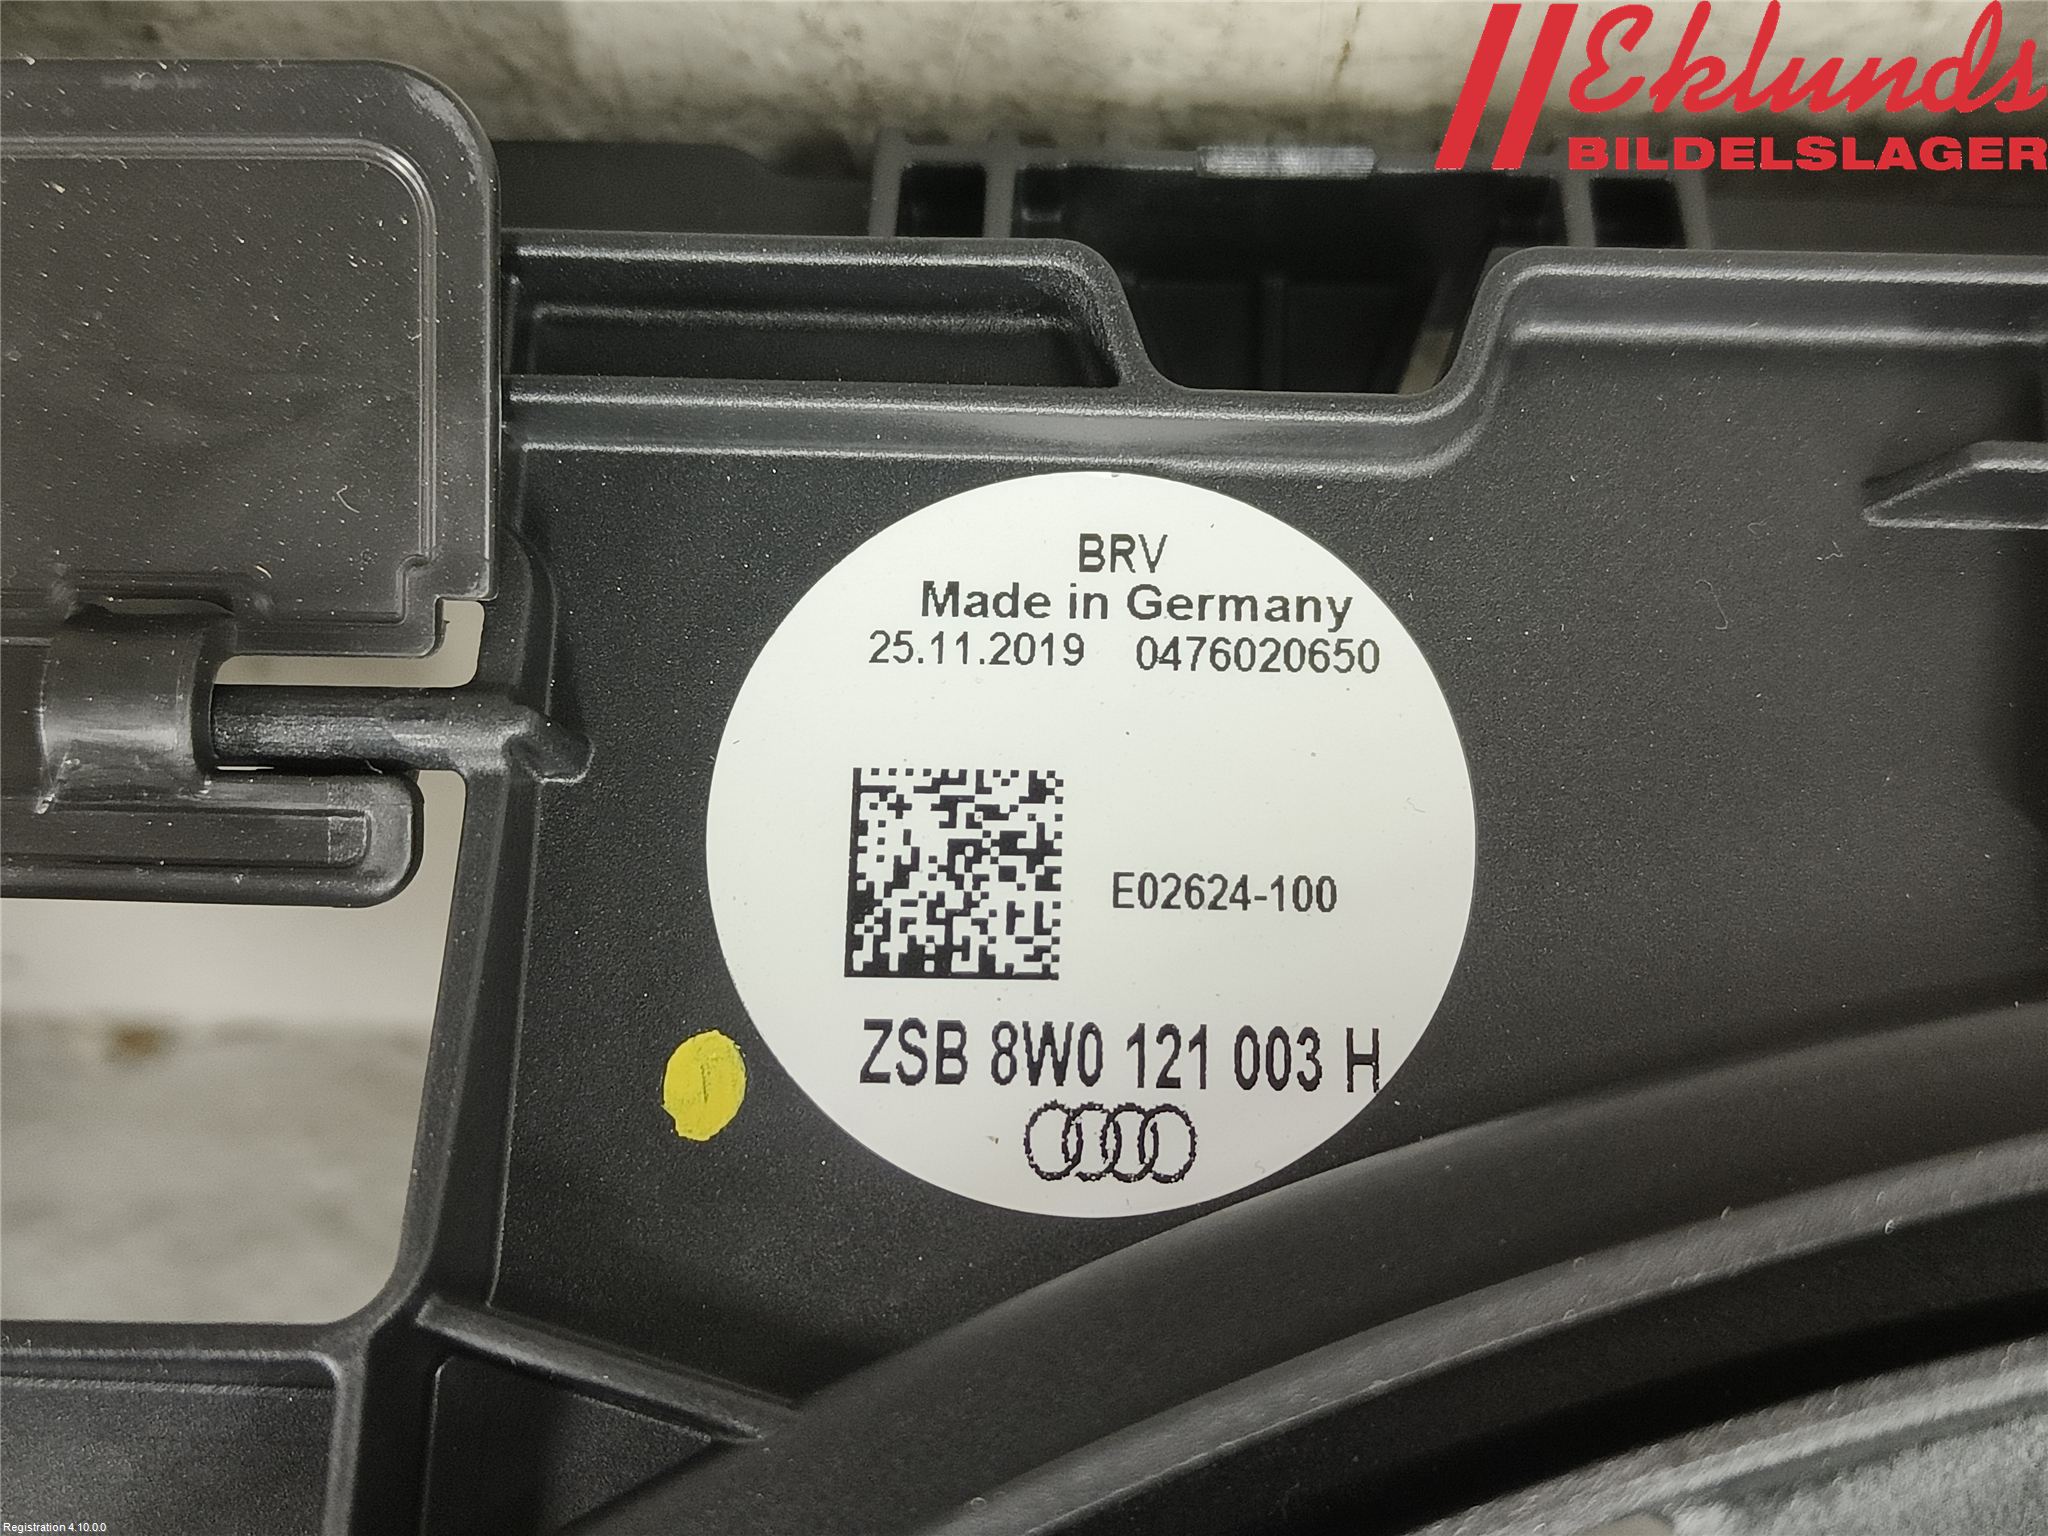 Eklunds
BILDELSLAGER
BRV
Made in Germany
25.11.2019 0476020650
E02624-100
ZSB 8W0 121 003 H
Registration 4.10.0.0